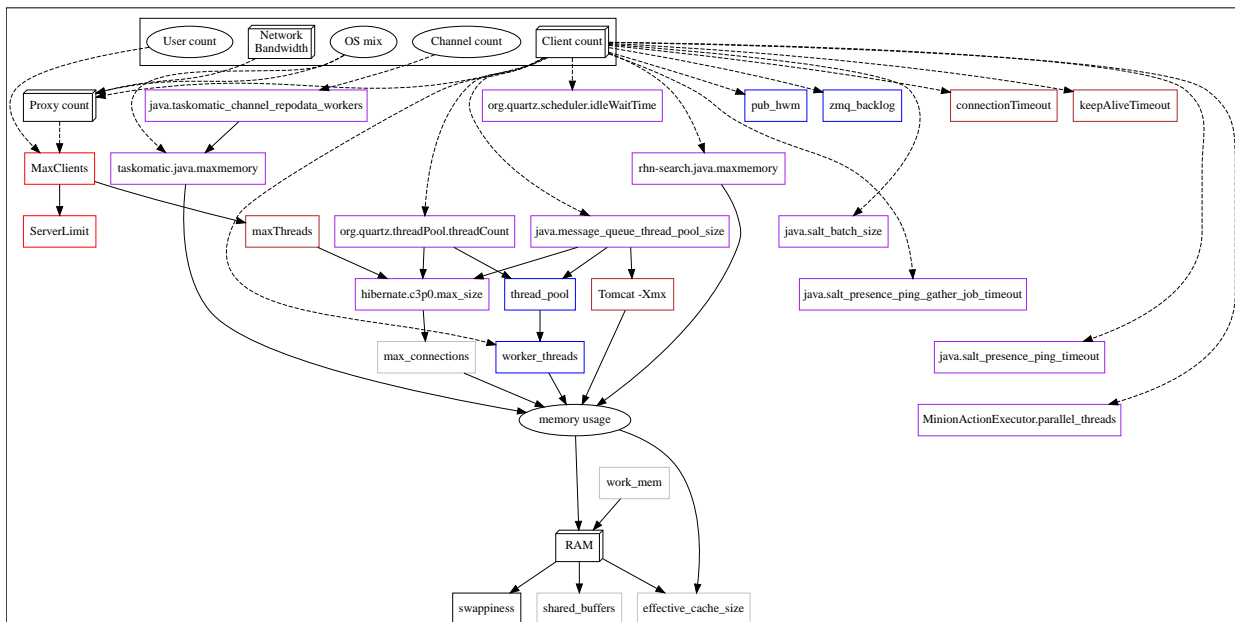 User count
Network
Bandwidth
OS mix
Channel count
Client count
Proxy count
java.taskomatic_channel_repodata_workers
org.quartz.scheduler.idleWaitTime
pub_hwm
zmq_backlog
connectionTimeout
keepAliveTimeout
MaxClients
taskomatic.java.maxmemory
rhn-search.java.maxmemory
ServerLimit
maxThreads
org.quartz.threadPool.threadCount
java.message_queue_thread_pool_size
java.salt_batch_size
hibernate.c3p0.max_size
thread_pool
Tomcat -Xmx
java.salt_presence_ping_gather_job_timeout
max_connections
worker_threads
java.salt_presence_ping_timeout
memory usage
MinionActionExecutor.parallel_threads
work_mem
RAM
swappiness
shared_buffers
effective_cache_size